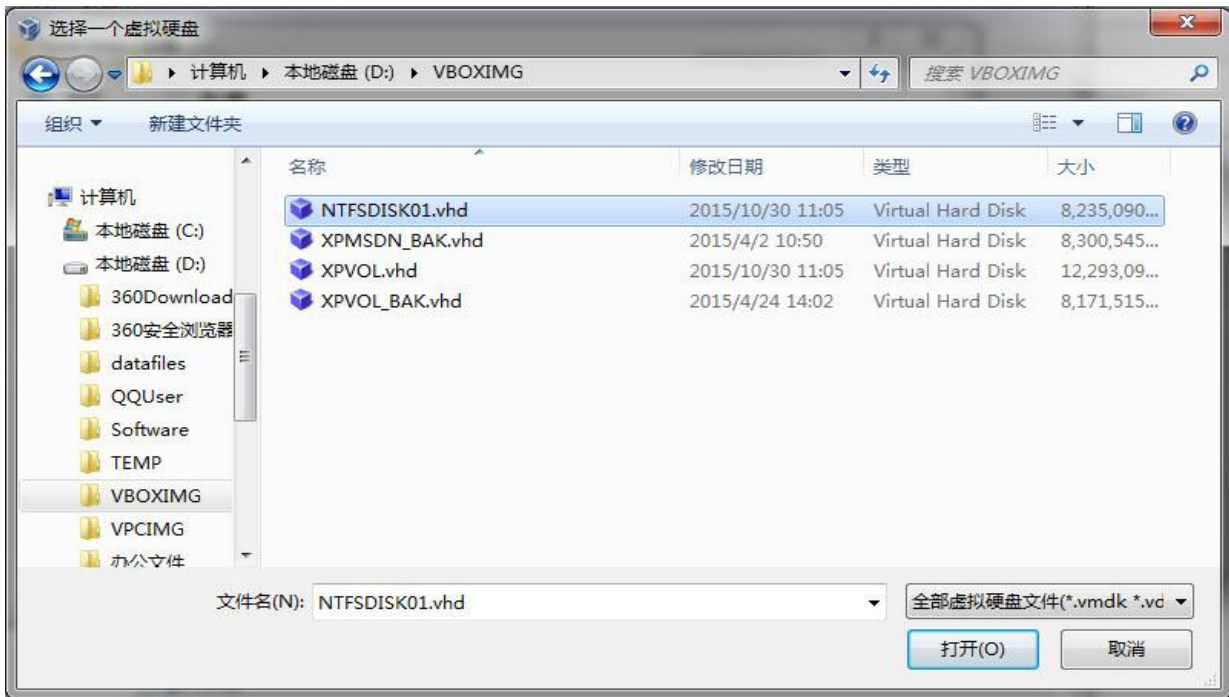 选择一个虚拟硬盘
计算机 本地磁盘 (D:) VBOXIMG
搜索 VBOXIMG
组织 新建文件夹
名称 修改日期 类型 大小
计算机
本地磁盘 (C:)
本地磁盘 (D:)
360Download
360安全浏览器
datafiles
QQUser
Software
TEMP
VBOXIMG
VPCIMG
办公文件
NTFSDISK01.vhd 2015/10/30 11:05 Virtual Hard Disk 8,235,090...
XPMSDN_BAK.vhd 2015/4/2 10:50 Virtual Hard Disk 8,300,545...
XPVOL.vhd 2015/10/30 11:05 Virtual Hard Disk 12,293,09...
XPVOL_BAK.vhd 2015/4/24 14:02 Virtual Hard Disk 8,171,515...
文件名(N): NTFSDISK01.vhd 全部虚拟硬盘文件(*.vmdk *.vd
打开(O) 取消